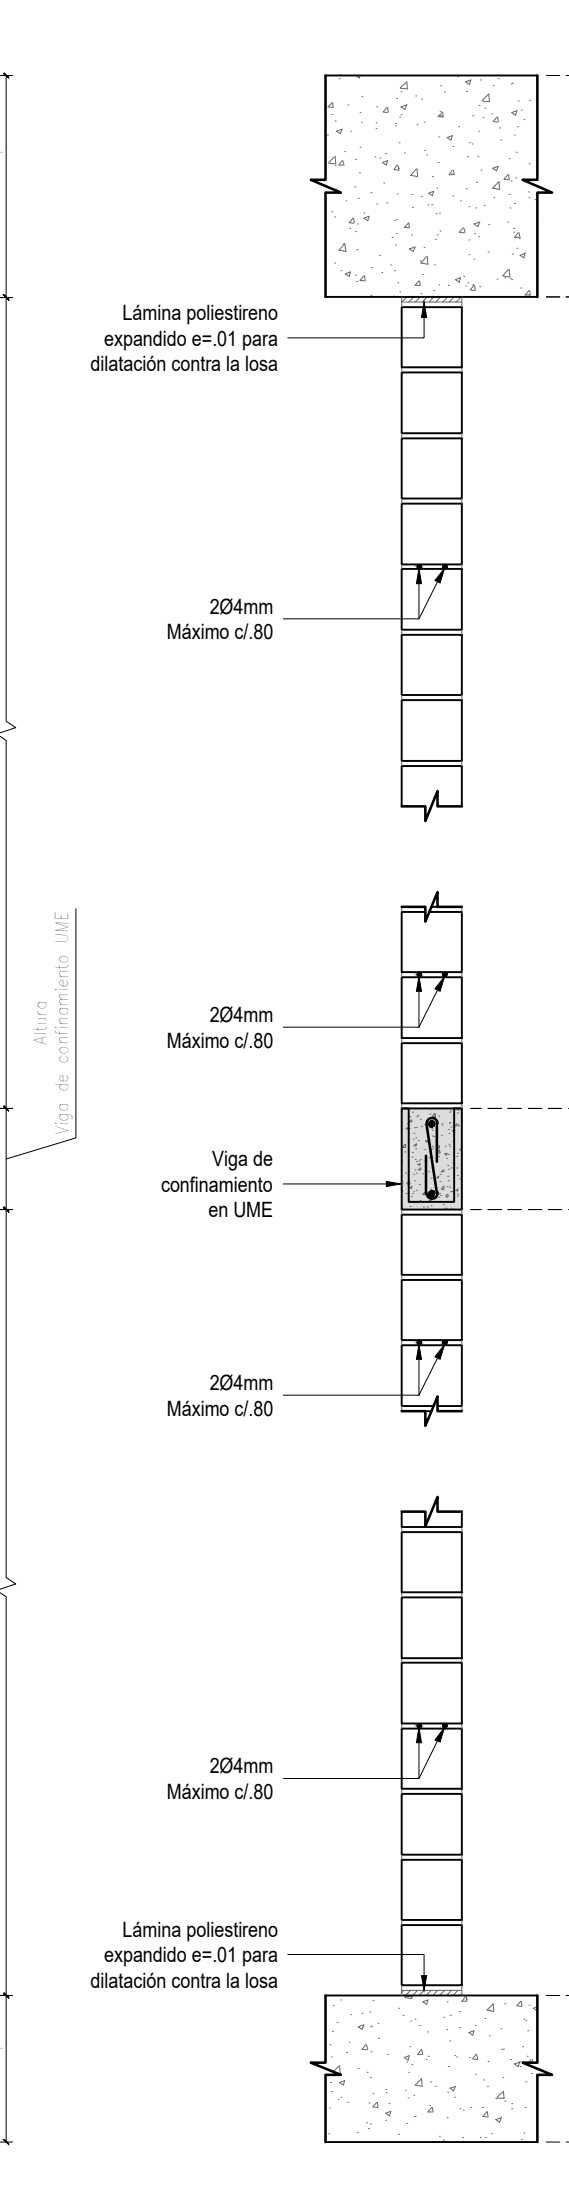 Lámina poliestireno
expandido e=.01 para
dilatación contra la losa
2Ø4mm
Máximo c/.80
Altura
Viga de confinamiento UME
2Ø4mm
Máximo c/.80
Viga de
confinamiento
en UME
2Ø4mm
Máximo c/.80
2Ø4mm
Máximo c/.80
Lámina poliestireno
expandido e=.01 para
dilatación contra la losa